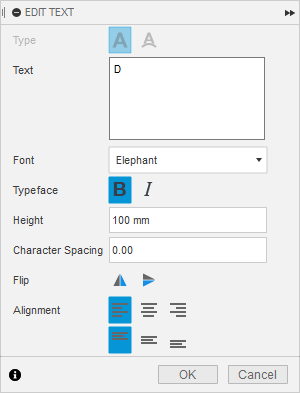 EDIT TEXT
Type A A
Text D
Font Elephant
Typeface B I
Height 100 mm
Character Spacing 0.00
Flip
Alignment
OK Cancel